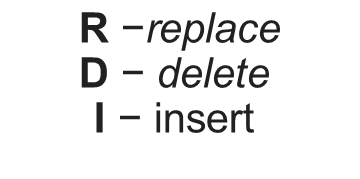 R –replace
D – delete
I – insert